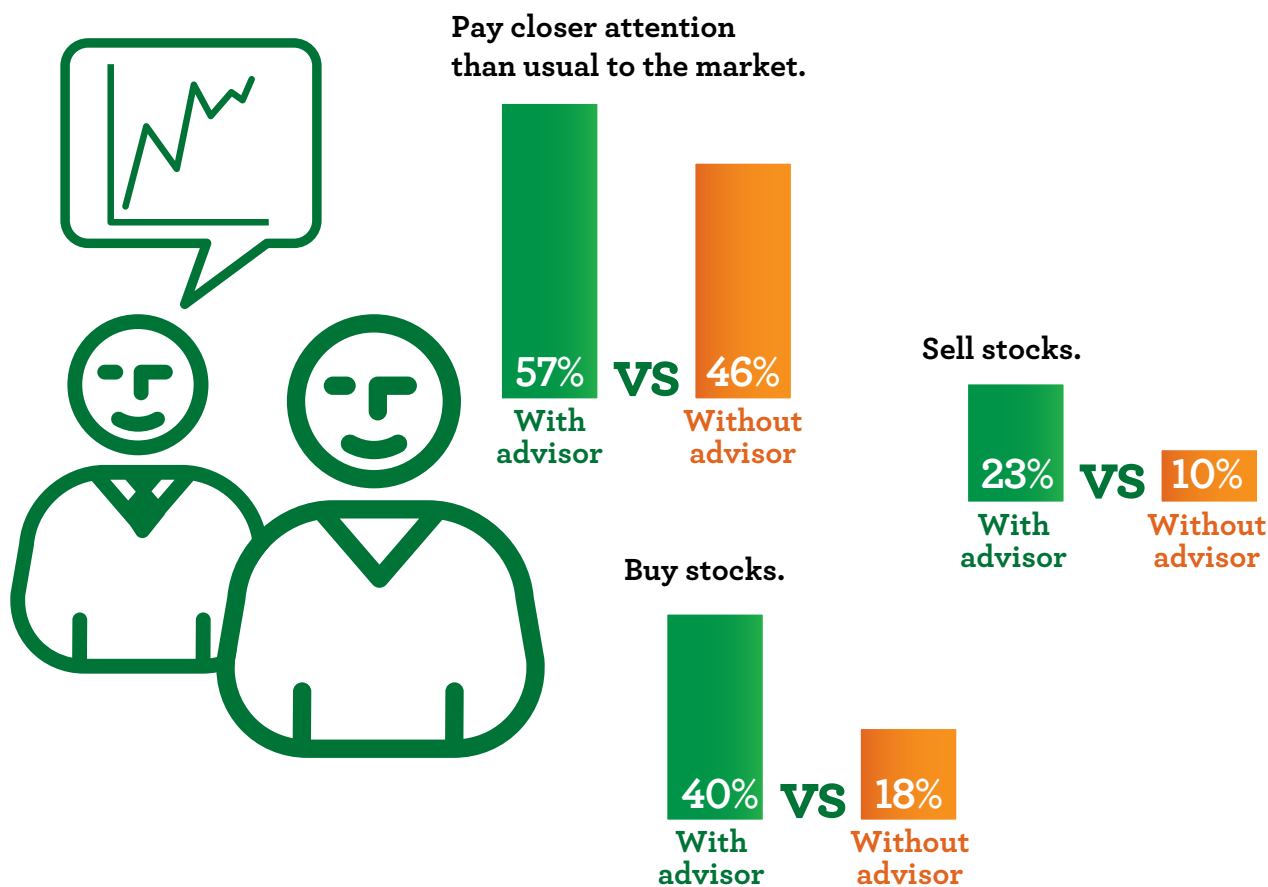 Pay closer attention
than usual to the market.
57% vs 46%
With Without
advisor advisor
Sell stocks.
23% vs 10%
With Without
advisor advisor
Buy stocks.
40% vs 18%
With Without
advisor advisor